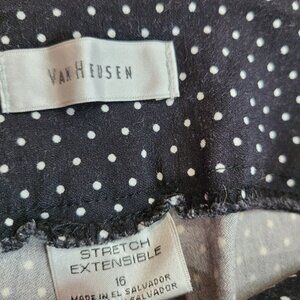 VAN HEUSEN
STRETCH
EXTENSIBLE
16
MADE IN EL SALVADOR
EL SALVADOR